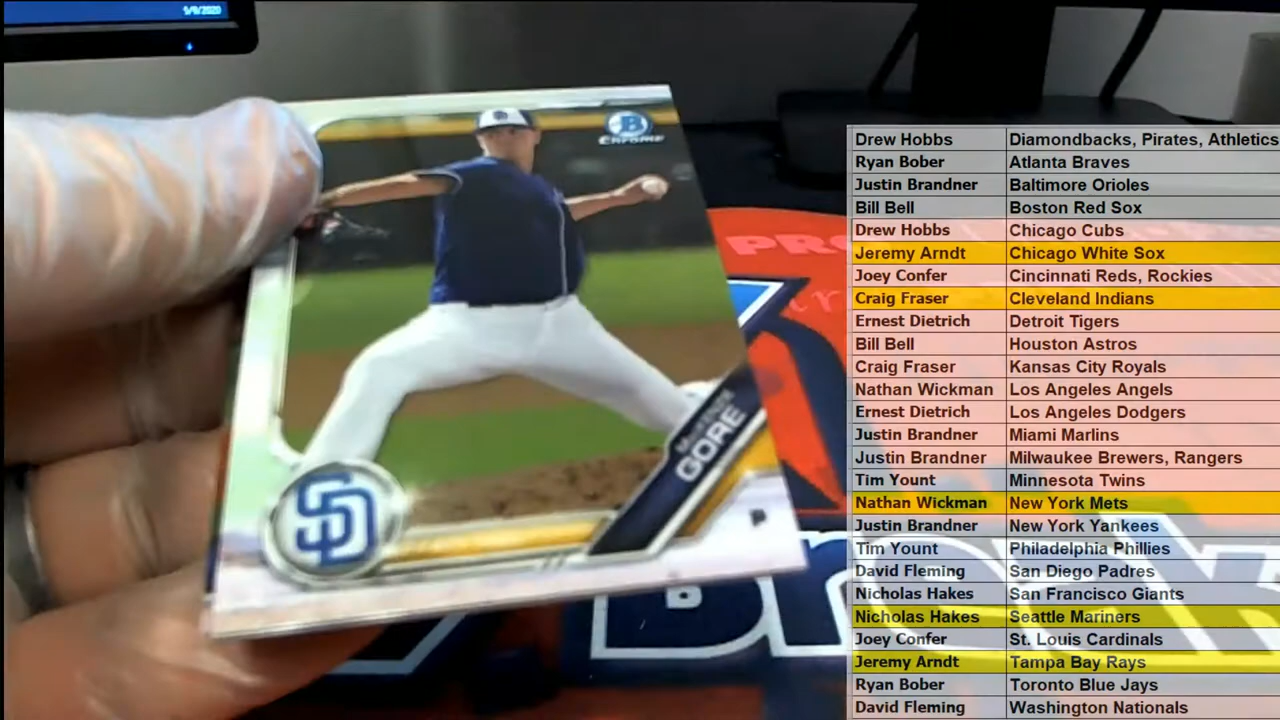 5/9/2020
B
CHROME
MACKENZIE
GORE
SD
P
PRO
Break
B
Drew Hobbs Diamondbacks, Pirates, Athletics
Ryan Bober Atlanta Braves
Justin Brandner Baltimore Orioles
Bill Bell Boston Red Sox
Drew Hobbs Chicago Cubs
Jeremy Arndt Chicago White Sox
Joey Confer Cincinnati Reds, Rockies
Craig Fraser Cleveland Indians
Ernest Dietrich Detroit Tigers
Bill Bell Houston Astros
Craig Fraser Kansas City Royals
Nathan Wickman Los Angeles Angels
Ernest Dietrich Los Angeles Dodgers
Justin Brandner Miami Marlins
Justin Brandner Milwaukee Brewers, Rangers
Tim Yount Minnesota Twins
Nathan Wickman New York Mets
Justin Brandner New York Yankees
Tim Yount Philadelphia Phillies
David Fleming San Diego Padres
Nicholas Hakes San Francisco Giants
Nicholas Hakes Seattle Mariners
Joey Confer St. Louis Cardinals
Jeremy Arndt Tampa Bay Rays
Ryan Bober Toronto Blue Jays
David Fleming Washington Nationals